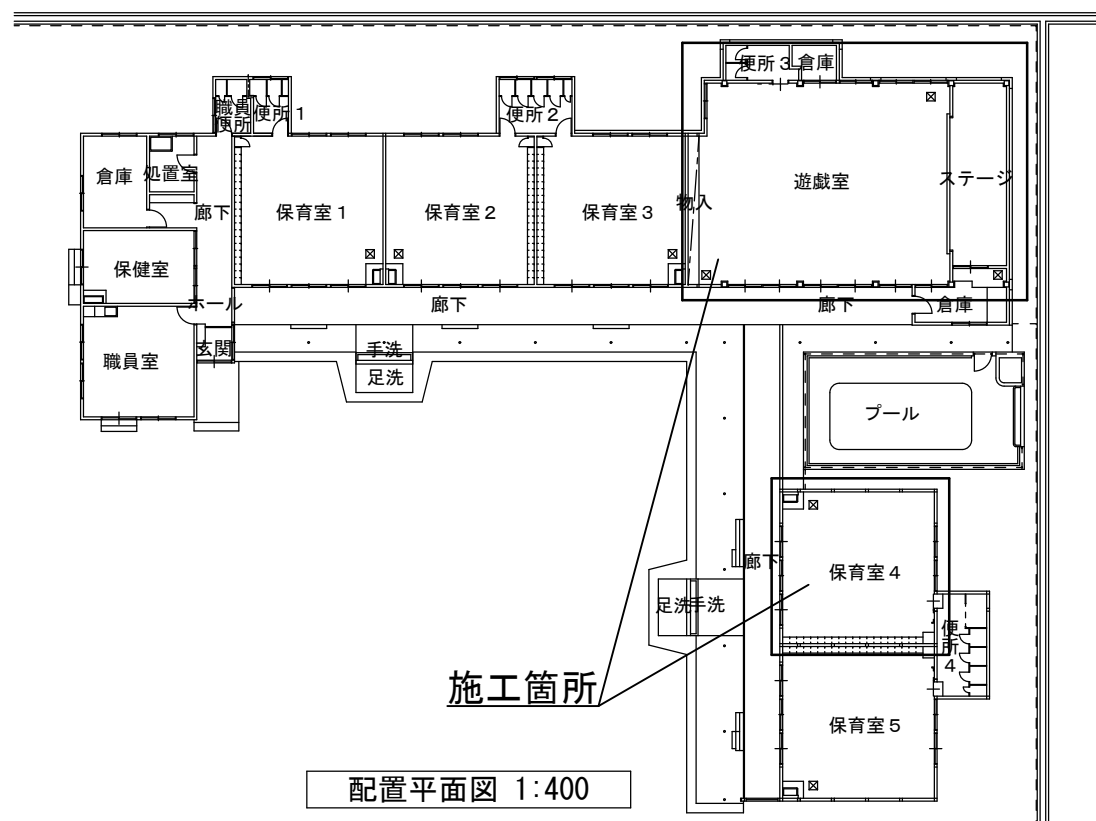 便所３
倉庫
職員
便所
便所１
便所２
倉庫
処置室
廊下
保育室１
保育室２
保育室３
物入
遊戯室
ステージ
保健室
ホール
廊下
廊下
倉庫
職員室
玄関
手洗
足洗
プール
廊下
保育室４
足洗
手洗
便所４
保育室５
施工箇所
配置平面図 1:400